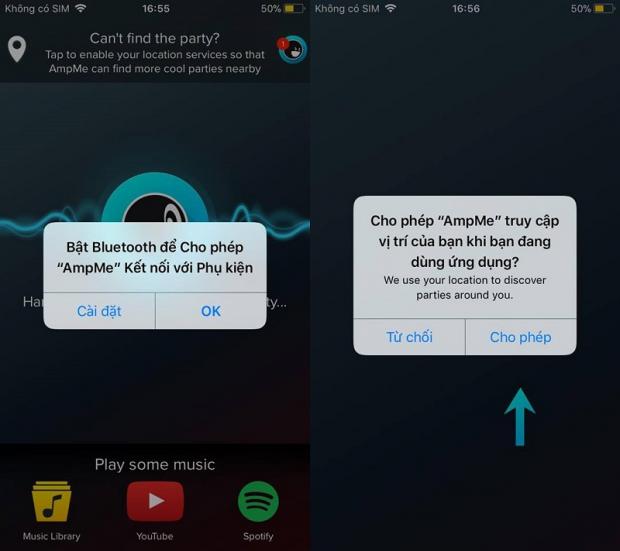 Không có SIM 16:55 50%
Can't find the party?
Tap to enable your location services so that
AmpMe can find more cool parties nearby
1
Bật Bluetooth để Cho phép
“AmpMe” Kết nối với Phụ kiện
Cài đặt OK
Play some music
Music Library YouTube Spotify
Không có SIM 16:56 50%
Cho phép “AmpMe” truy cập
vị trí của bạn khi bạn đang
dùng ứng dụng?
We use your location to discover
parties around you.
Từ chối Cho phép